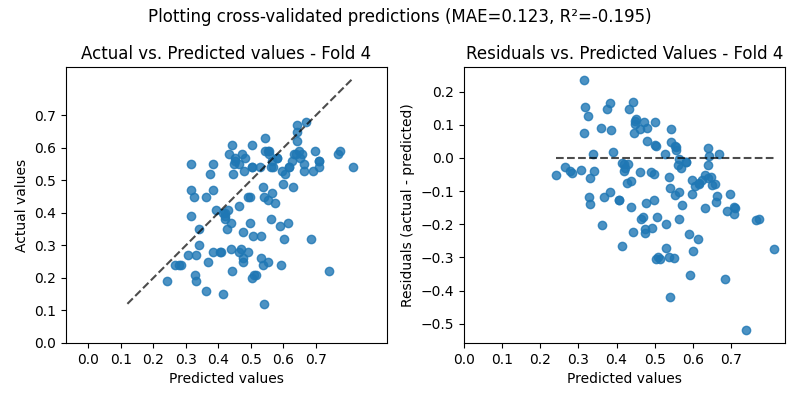 Plotting cross-validated predictions (MAE=0.123, R²=-0.195)
Actual vs. Predicted values - Fold 4
Actual values
0.7
0.6
0.5
0.4
0.3
0.2
0.1
0.0
0.0 0.1 0.2 0.3 0.4 0.5 0.6 0.7
Predicted values
Residuals vs. Predicted Values - Fold 4
Residuals (actual - predicted)
0.2
0.1
0.0
−0.1
−0.2
−0.3
−0.4
−0.5
0.0 0.1 0.2 0.3 0.4 0.5 0.6 0.7
Predicted values